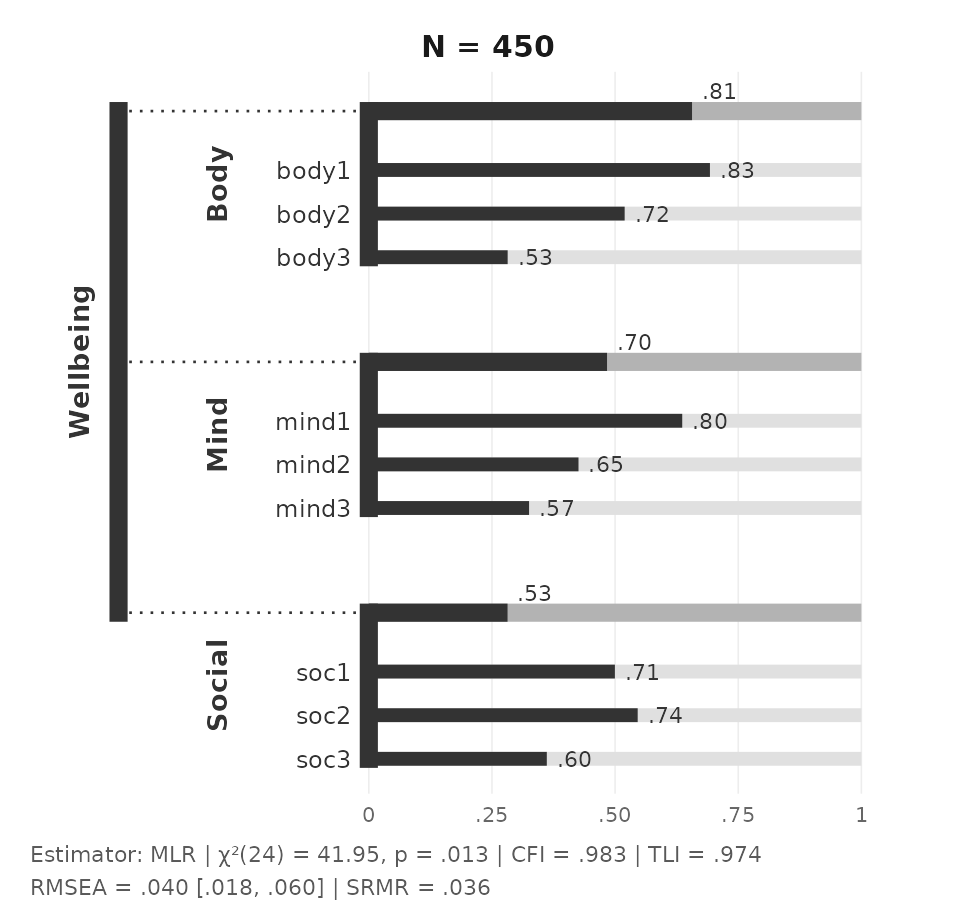 N = 450
Wellbeing
Body
.81
body1 .83
body2 .72
body3 .53
Mind
.70
mind1 .80
mind2 .65
mind3 .57
Social
.53
soc1 .71
soc2 .74
soc3 .60
0 .25 .50 .75 1
Estimator: MLR | χ²(24) = 41.95, p = .013 | CFI = .983 | TLI = .974
RMSEA = .040 [.018, .060] | SRMR = .036